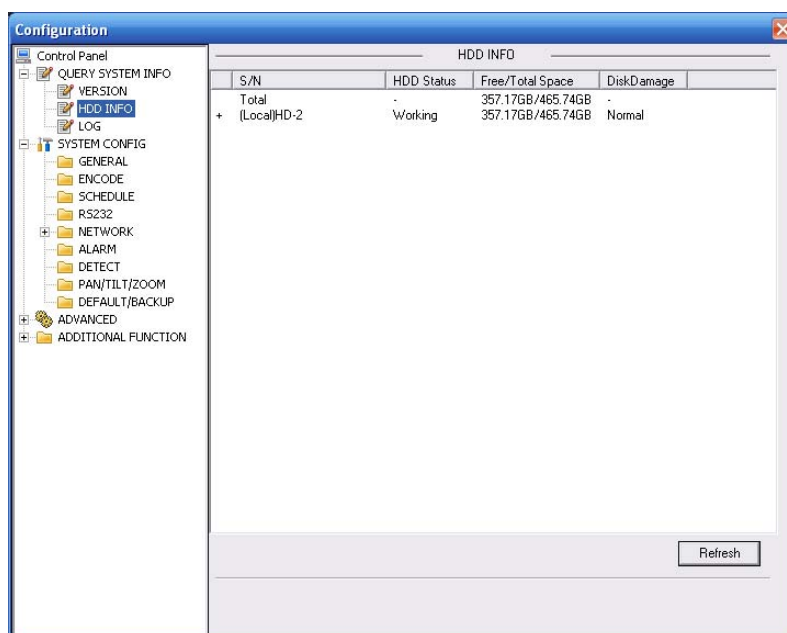 Configuration
Control Panel
QUERY SYSTEM INFO
VERSION
HDD INFO
LOG
SYSTEM CONFIG
GENERAL
ENCODE
SCHEDULE
RS232
NETWORK
ALARM
DETECT
PAN/TILT/ZOOM
DEFAULT/BACKUP
ADVANCED
ADDITIONAL FUNCTION
HDD INFO
S/N HDD Status Free/Total Space DiskDamage
Total - 357.17GB/465.74GB -
+ (Local)HD-2 Working 357.17GB/465.74GB Normal
Refresh